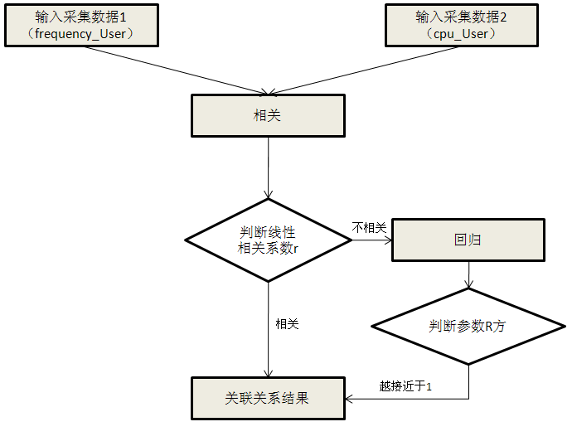 输入采集数据1
（frequency_User）
输入采集数据2
（cpu_User）
相关
判断线性
相关系数r
不相关
回归
相关
判断参数R方
越接近于1
关联关系结果